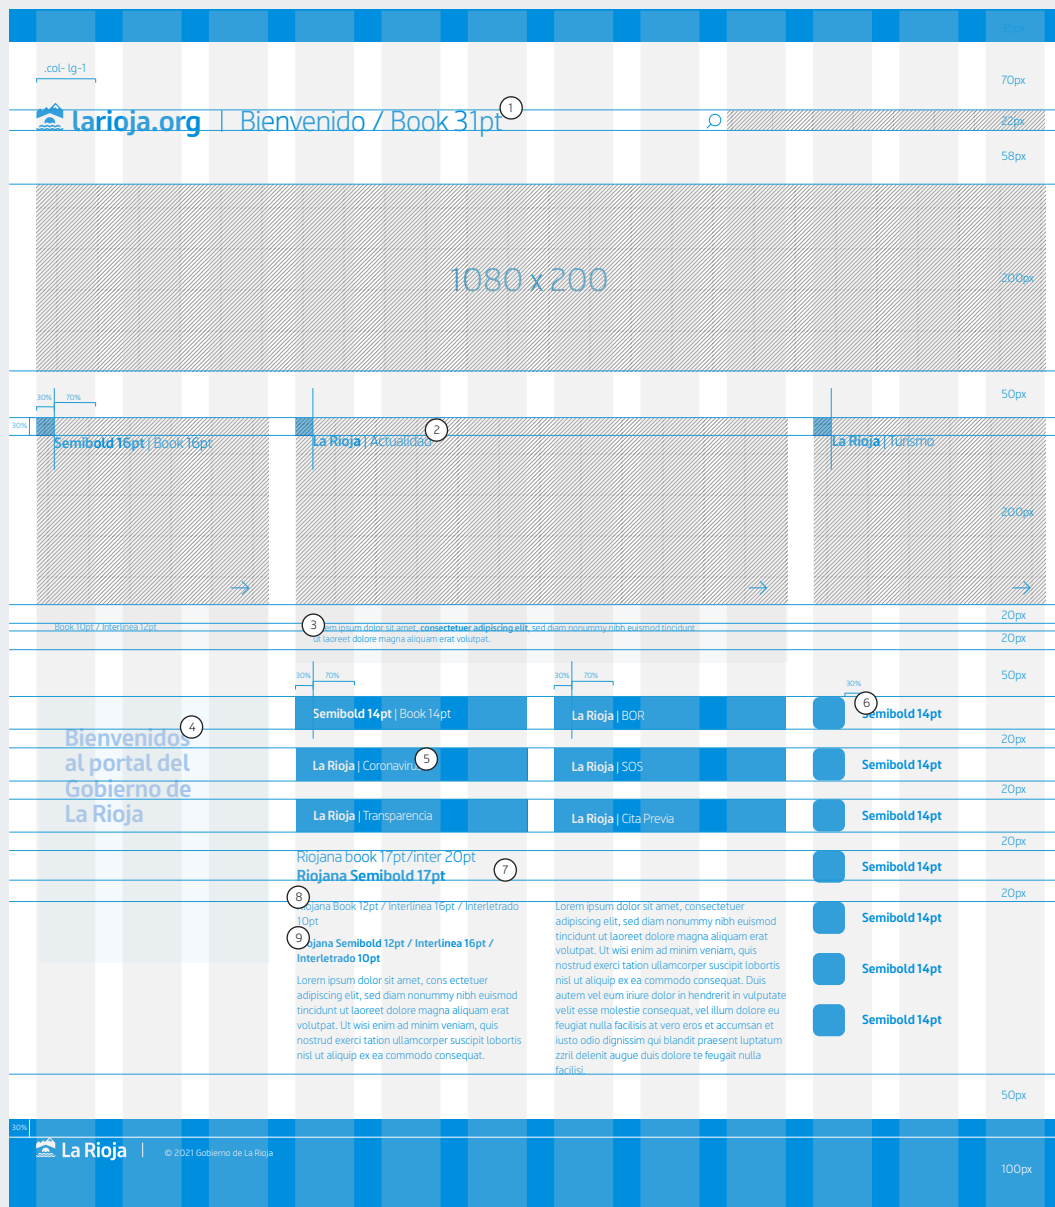 .col- lg-1
70px
1
larioja.org | Bienvenido / Book 31pt
22px
58px
1080 x 200
200px
50px
30% 70%
30%
2
Semibold 16pt | Book 16pt
La Rioja | Actualidad
La Rioja | Turismo
200px
20px
3
Book 10pt / Interlinea 12pt
ipsum dolor sit amet, consectetuer adipiscing elit, sed diam nonummy nibh euismod tincidunt
ut laoreet dolore magna aliquam erat volutpat.
20px
50px
30% 70%
30% 70%
30%
6
Semibold 14pt | Book 14pt
La Rioja | BOR
Semibold 14pt
4
Bienvenidos
al portal del
Gobierno de
La Rioja
20px
5
La Rioja | Coronavirus
La Rioja | SOS
Semibold 14pt
20px
La Rioja | Transparencia
La Rioja | Cita Previa
Semibold 14pt
20px
Riojana book 17pt/inter 20pt
Riojana Semibold 17pt
7
Semibold 14pt
20px
8
Riojana Book 12pt / Interlinea 16pt / Interletrado
10pt
9
Riojana Semibold 12pt / Interlinea 16pt /
Interletrado 10pt
Lorem ipsum dolor sit amet, cons ectetuer
adipiscing elit, sed diam nonummy nibh euismod
tincidunt ut laoreet dolore magna aliquam erat
volutpat. Ut wisi enim ad minim veniam, quis
nostrud exerci tation ullamcorper suscipit lobortis
nisl ut aliquip ex ea commodo consequat.
Lorem ipsum dolor sit amet, consectetuer
adipiscing elit, sed diam nonummy nibh euismod
tincidunt ut laoreet dolore magna aliquam erat
volutpat. Ut wisi enim ad minim veniam, quis
nostrud exerci tation ullamcorper suscipit lobortis
nisl ut aliquip ex ea commodo consequat. Duis
autem vel eum iriure dolor in hendrerit in vulputate
velit esse molestie consequat, vel illum dolore eu
feugiat nulla facilisis at vero eros et accumsan et
iusto odio dignissim qui blandit praesent luptatum
zzril delenit augue duis dolore te feugait nulla
facilisi.
Semibold 14pt
Semibold 14pt
Semibold 14pt
50px
30%
La Rioja | © 2021 Gobierno de La Rioja
100px